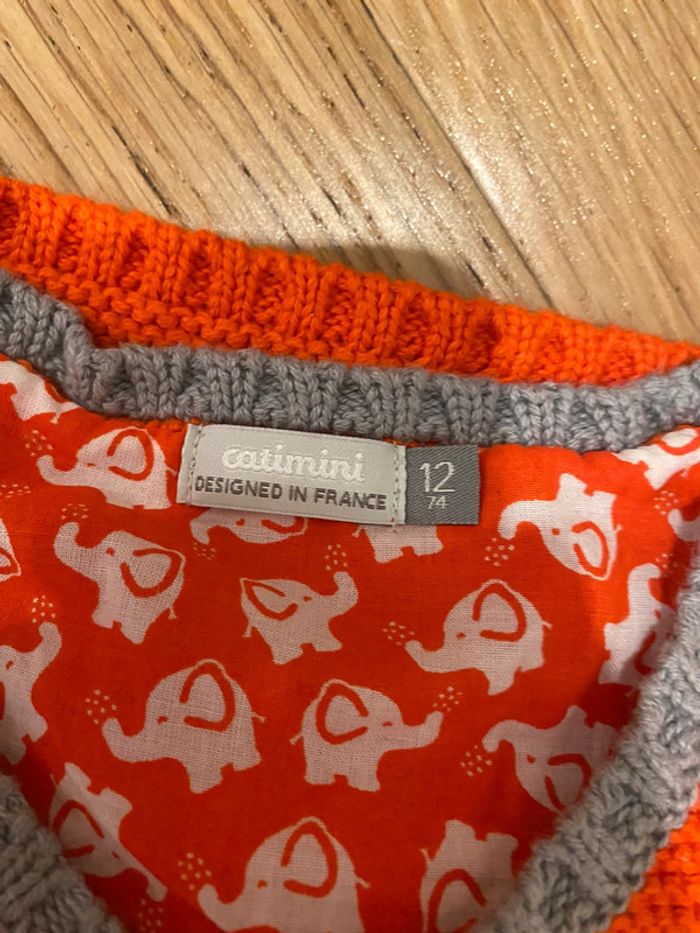 catimini
DESIGNED IN FRANCE
12
74